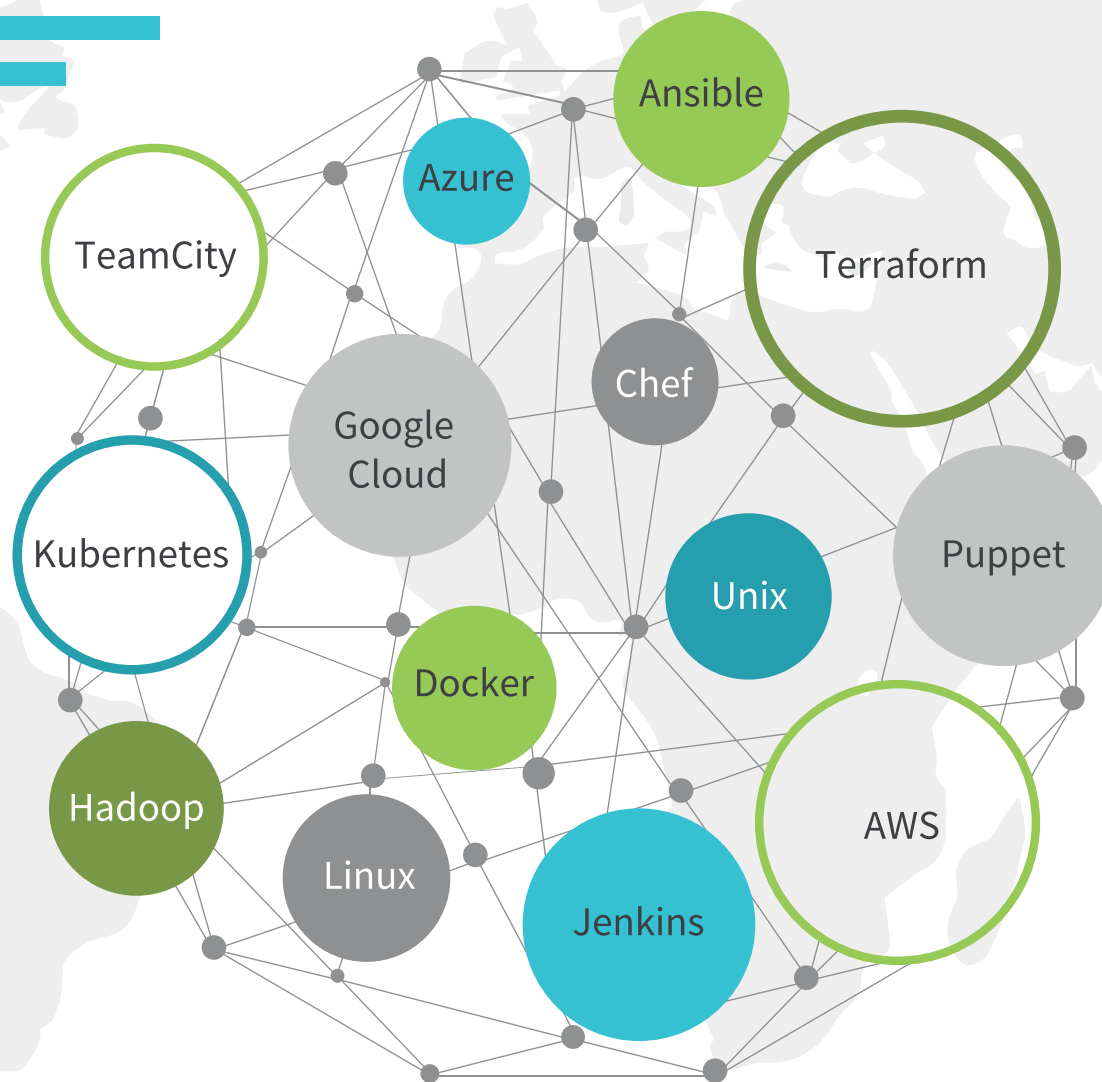 Ansible
Azure
TeamCity
Terraform
Chef
Google
Cloud
Kubernetes
Puppet
Unix
Docker
Hadoop
AWS
Linux
Jenkins